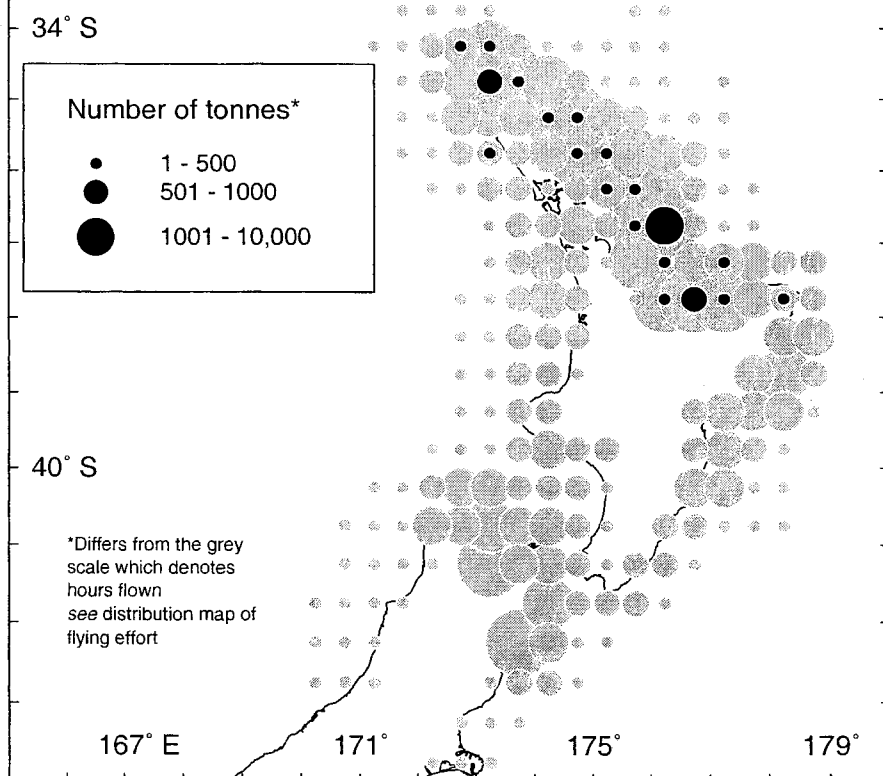 34° S
Number of tonnes*
1 - 500
501 - 1000
1001 - 10,000
40° S
*Differs from the grey
scale which denotes
hours flown
see distribution map of
flying effort
167° E 171° 175° 179°